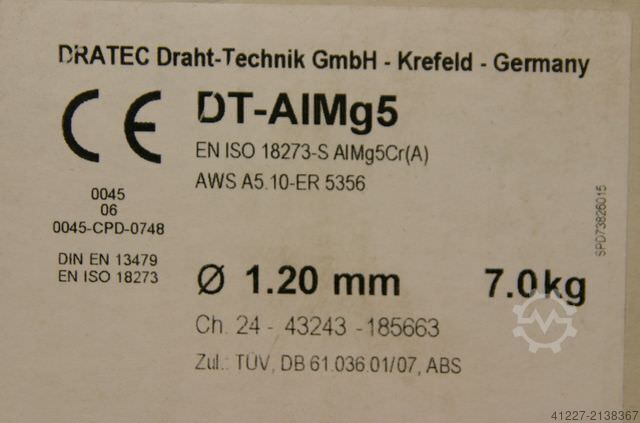 DRATEC Draht-Technik GmbH - Krefeld - Germany
CE
DT-AlMg5
EN ISO 18273-S AlMg5Cr(A)
AWS A5.10-ER 5356
0045
06
0045-CPD-0748
DIN EN 13479
EN ISO 18273
Ø 1.20 mm 7.0kg
Ch. 24 - 43243 -185663
Zul.: TÜV, DB 61.036.01/07, ABS
SPD73826015
41227-2138367